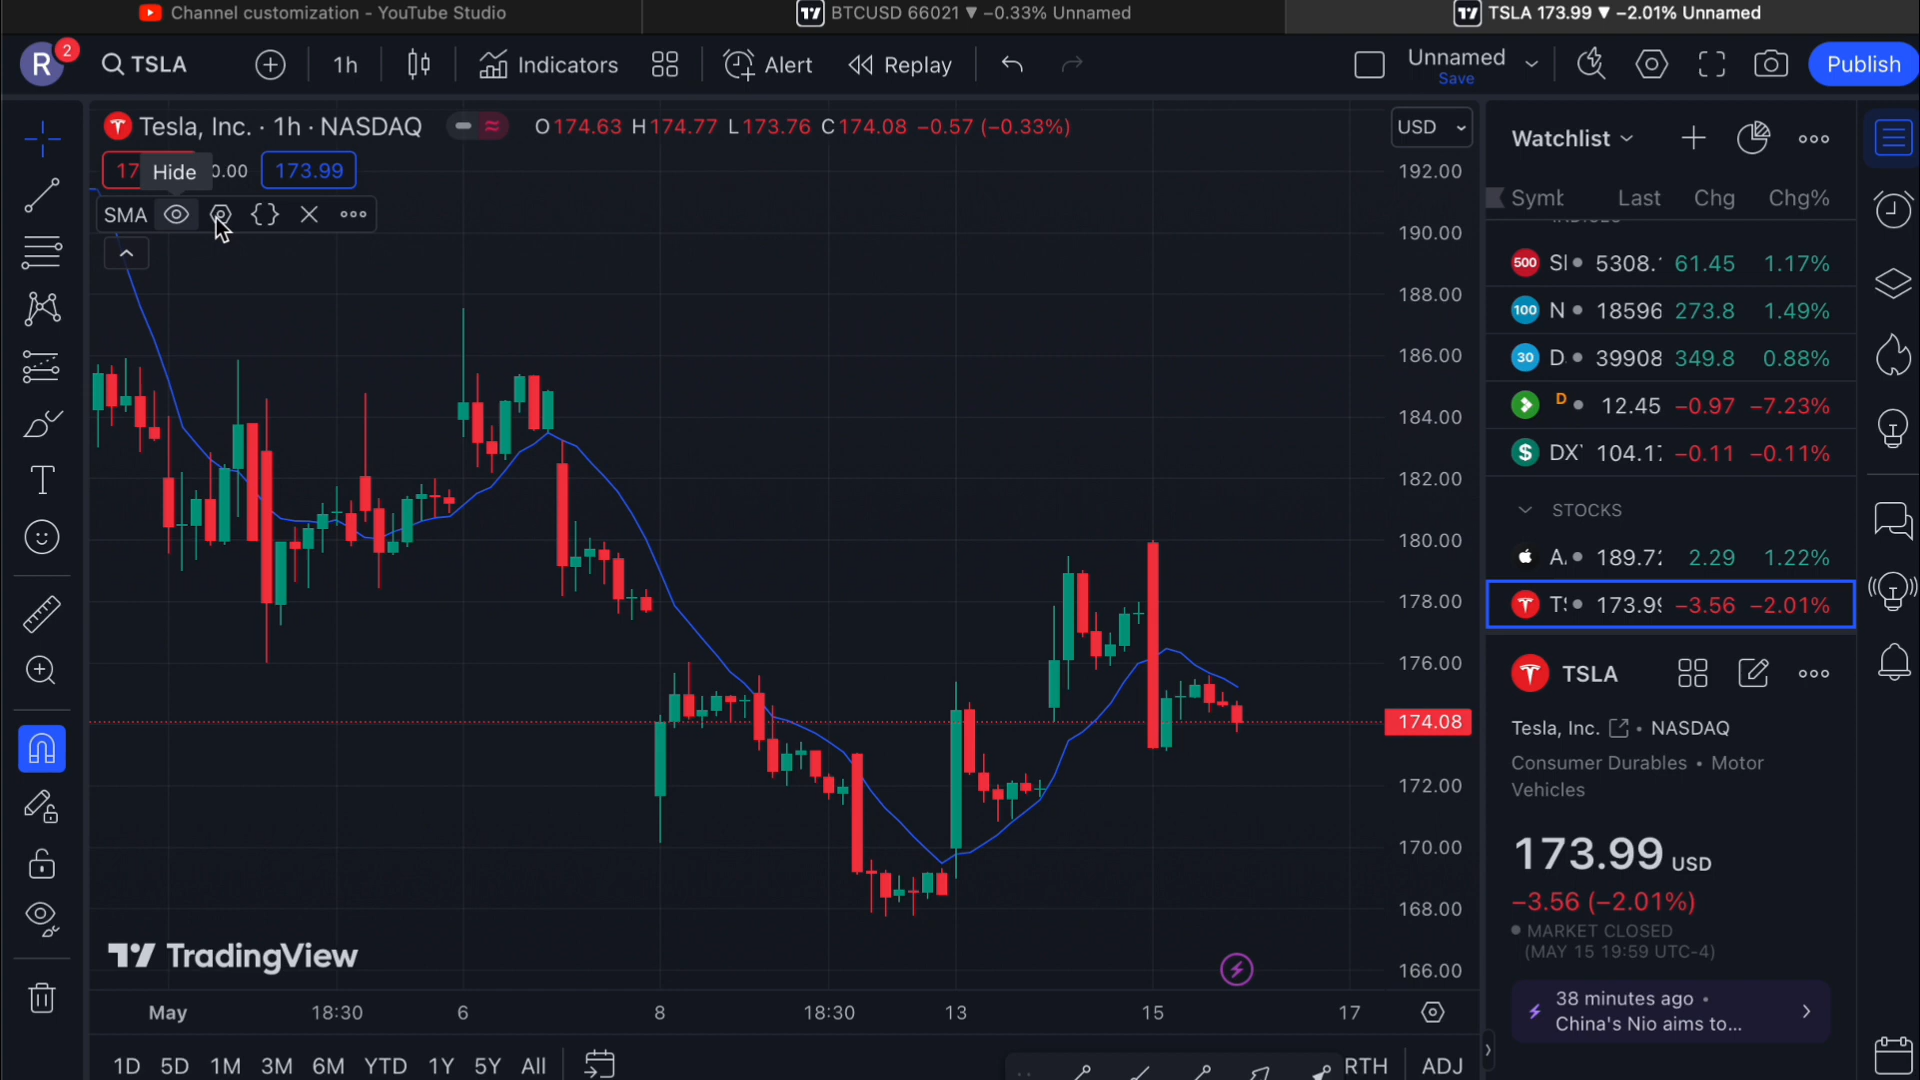 Channel customization - YouTube Studio
BTCUSD 66021 ▼ −0.33% Unnamed
TSLA 173.99 ▼ −2.01% Unnamed
R 2
TSLA
1h
Indicators
Alert
Replay
Unnamed
Save
Publish
Tesla, Inc. · 1h · NASDAQ
O174.63 H174.77 L173.76 C174.08 −0.57 (−0.33%)
USD
17
Hide
0.00
173.99
SMA
192.00
190.00
188.00
186.00
184.00
182.00
180.00
178.00
176.00
174.08
172.00
170.00
168.00
166.00
TradingView
May 18:30 6 8 18:30 13 15 17
1D 5D 1M 3M 6M YTD 1Y 5Y All
RTH ADJ
Watchlist
Symb Last Chg Chg%
500 5308. 61.45 1.17%
100 N 18596 273.8 1.49%
30 D 39908 349.8 0.88%
D 12.45 −0.97 −7.23%
$ DX 104.1 −0.11 −0.11%
STOCKS
A 189.7 2.29 1.22%
T 173.9 −3.56 −2.01%
TSLA
Tesla, Inc. • NASDAQ
Consumer Durables • Motor
Vehicles
173.99 USD
−3.56 (−2.01%)
MARKET CLOSED
(MAY 15 19:59 UTC-4)
38 minutes ago •
China's Nio aims to...